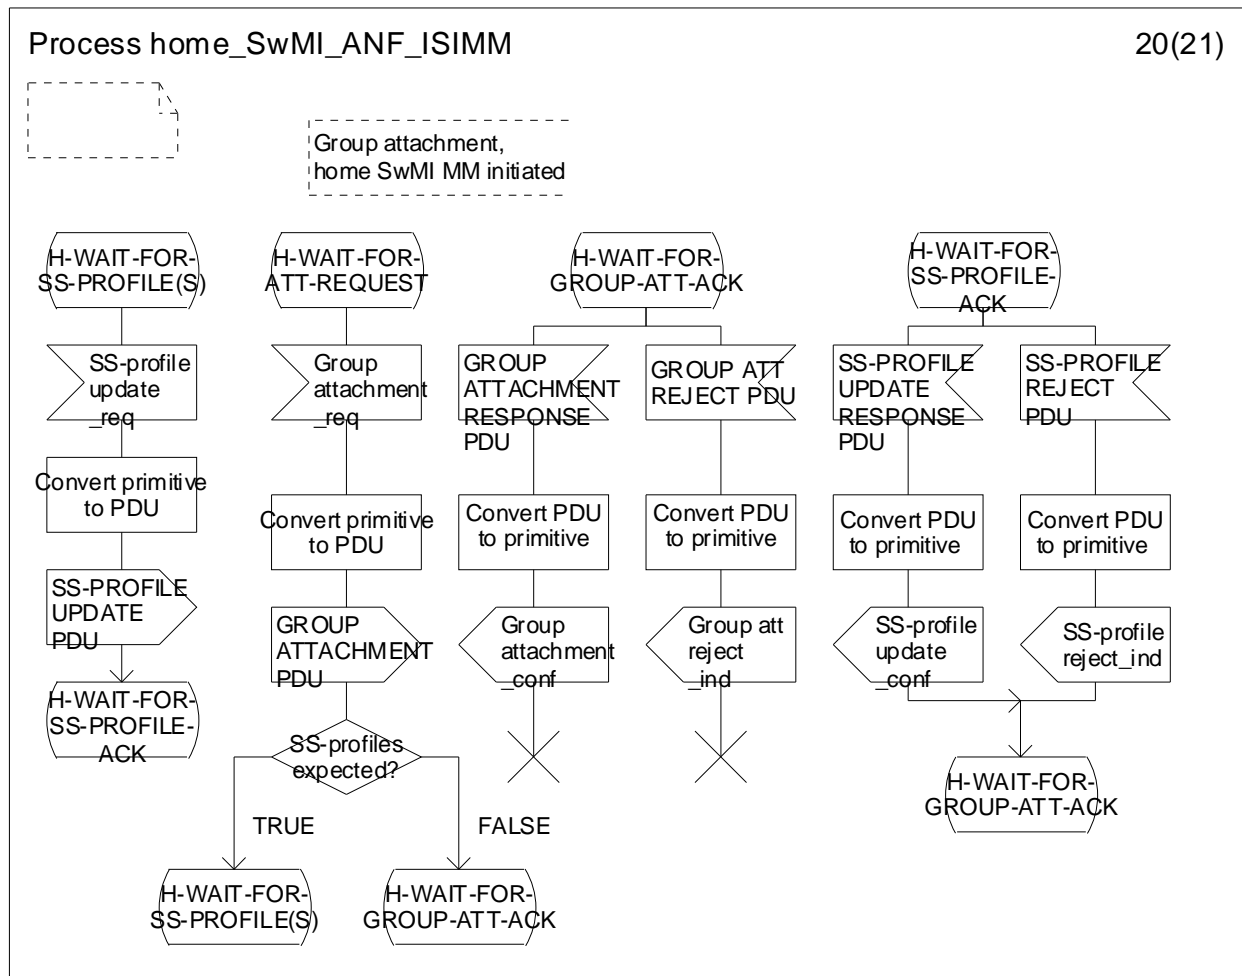 Process home_SwMI_ANF_ISIMM
20(21)
Group attachment,
home SwMI MM initiated
H-WAIT-FOR-
SS-PROFILE(S)
SS-profile
update
_req
Convert primitive
to PDU
SS-PROFILE
UPDATE
PDU
H-WAIT-FOR-
SS-PROFILE-
ACK
H-WAIT-FOR-
ATT-REQUEST
Group
attachment
_req
Convert primitive
to PDU
GROUP
ATTACHMENT
PDU
SS-profiles
expected?
TRUE
FALSE
H-WAIT-FOR-
SS-PROFILE(S)
H-WAIT-FOR-
GROUP-ATT-ACK
H-WAIT-FOR-
GROUP-ATT-ACK
GROUP
ATTACHMENT
RESPONSE
PDU
Convert PDU
to primitive
Group
attachment
_conf
GROUP ATT
REJECT PDU
Convert PDU
to primitive
Group att
reject
_ind
H-WAIT-FOR-
SS-PROFILE-
ACK
SS-PROFILE
UPDATE
RESPONSE
PDU
Convert PDU
to primitive
SS-profile
update
_conf
SS-PROFILE
REJECT
PDU
Convert PDU
to primitive
SS-profile
reject_ind
H-WAIT-FOR-
GROUP-ATT-ACK